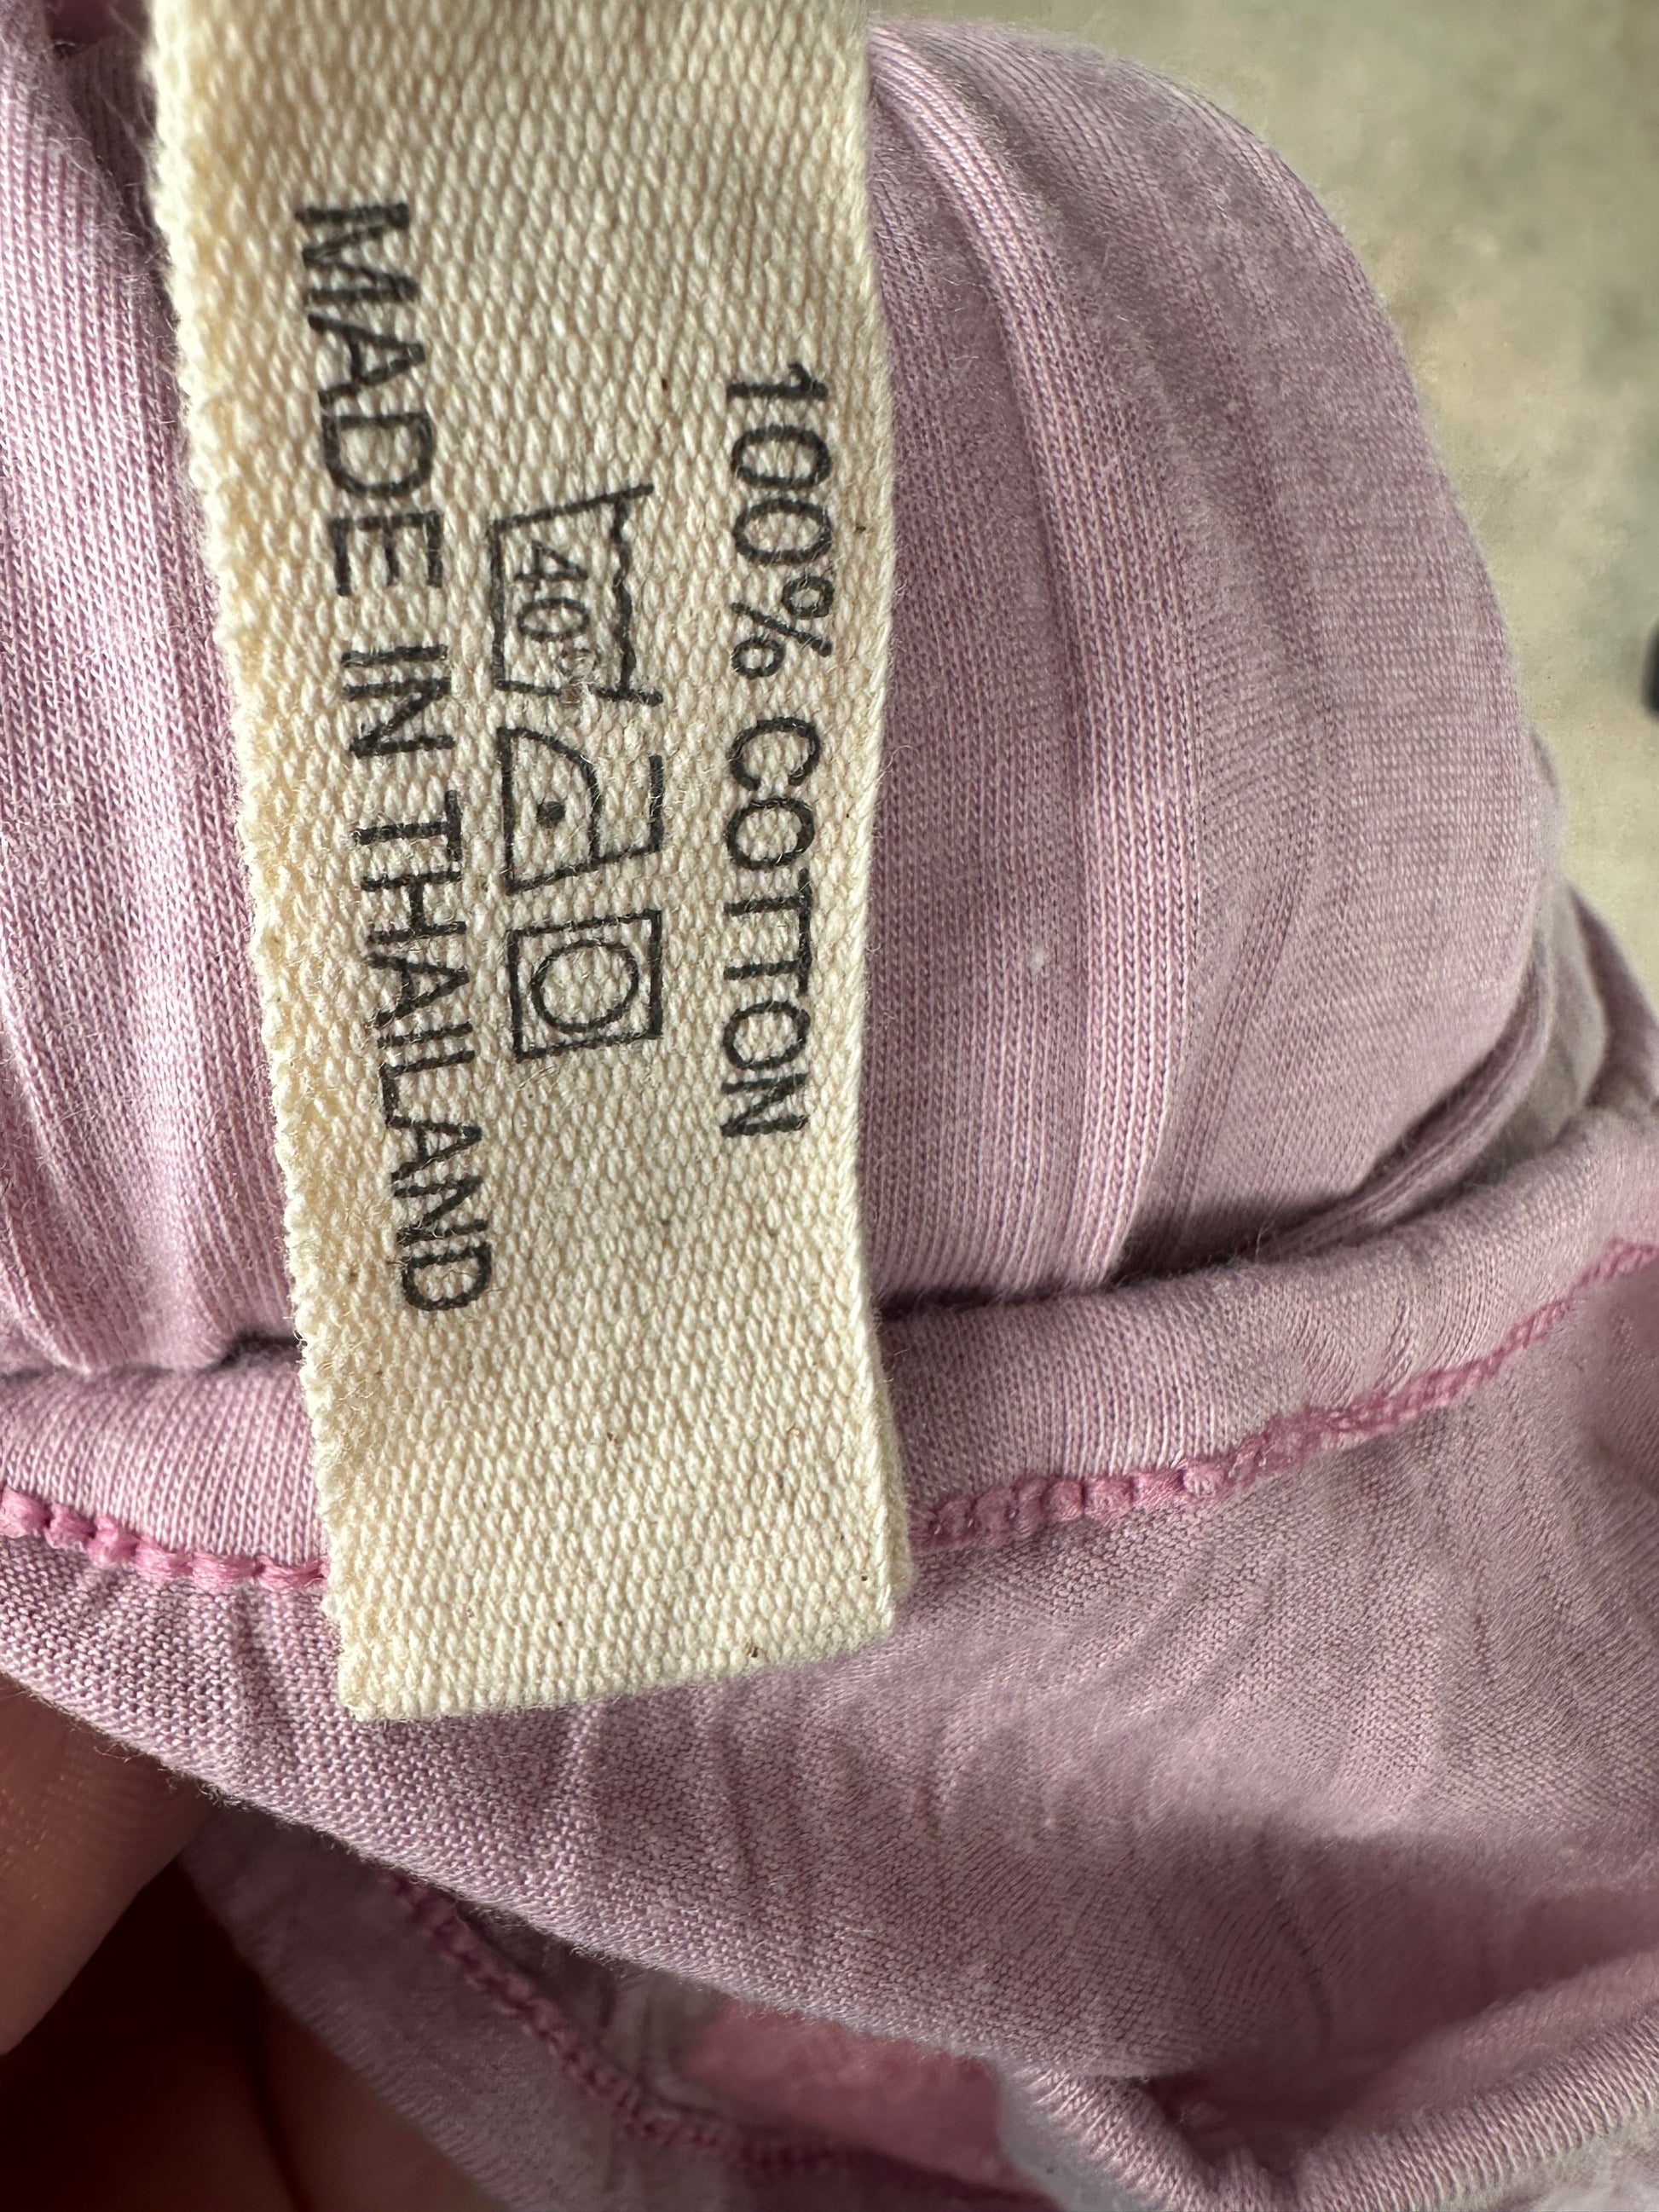 100% COTTON
40°
MADE IN THAILAND